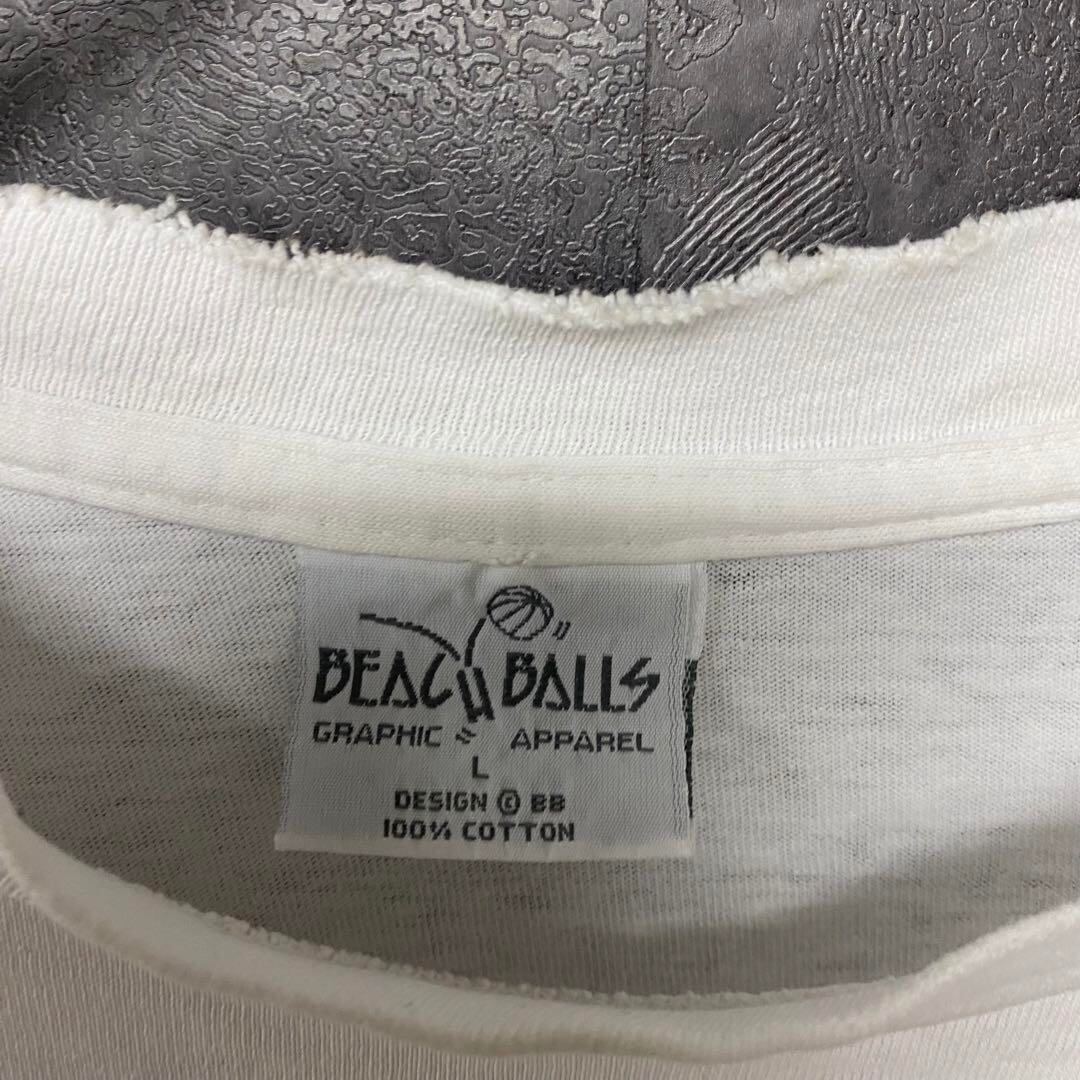 BEACH BALLS
GRAPHIC ≈ APPAREL
L
DESIGN © BB
100% COTTON